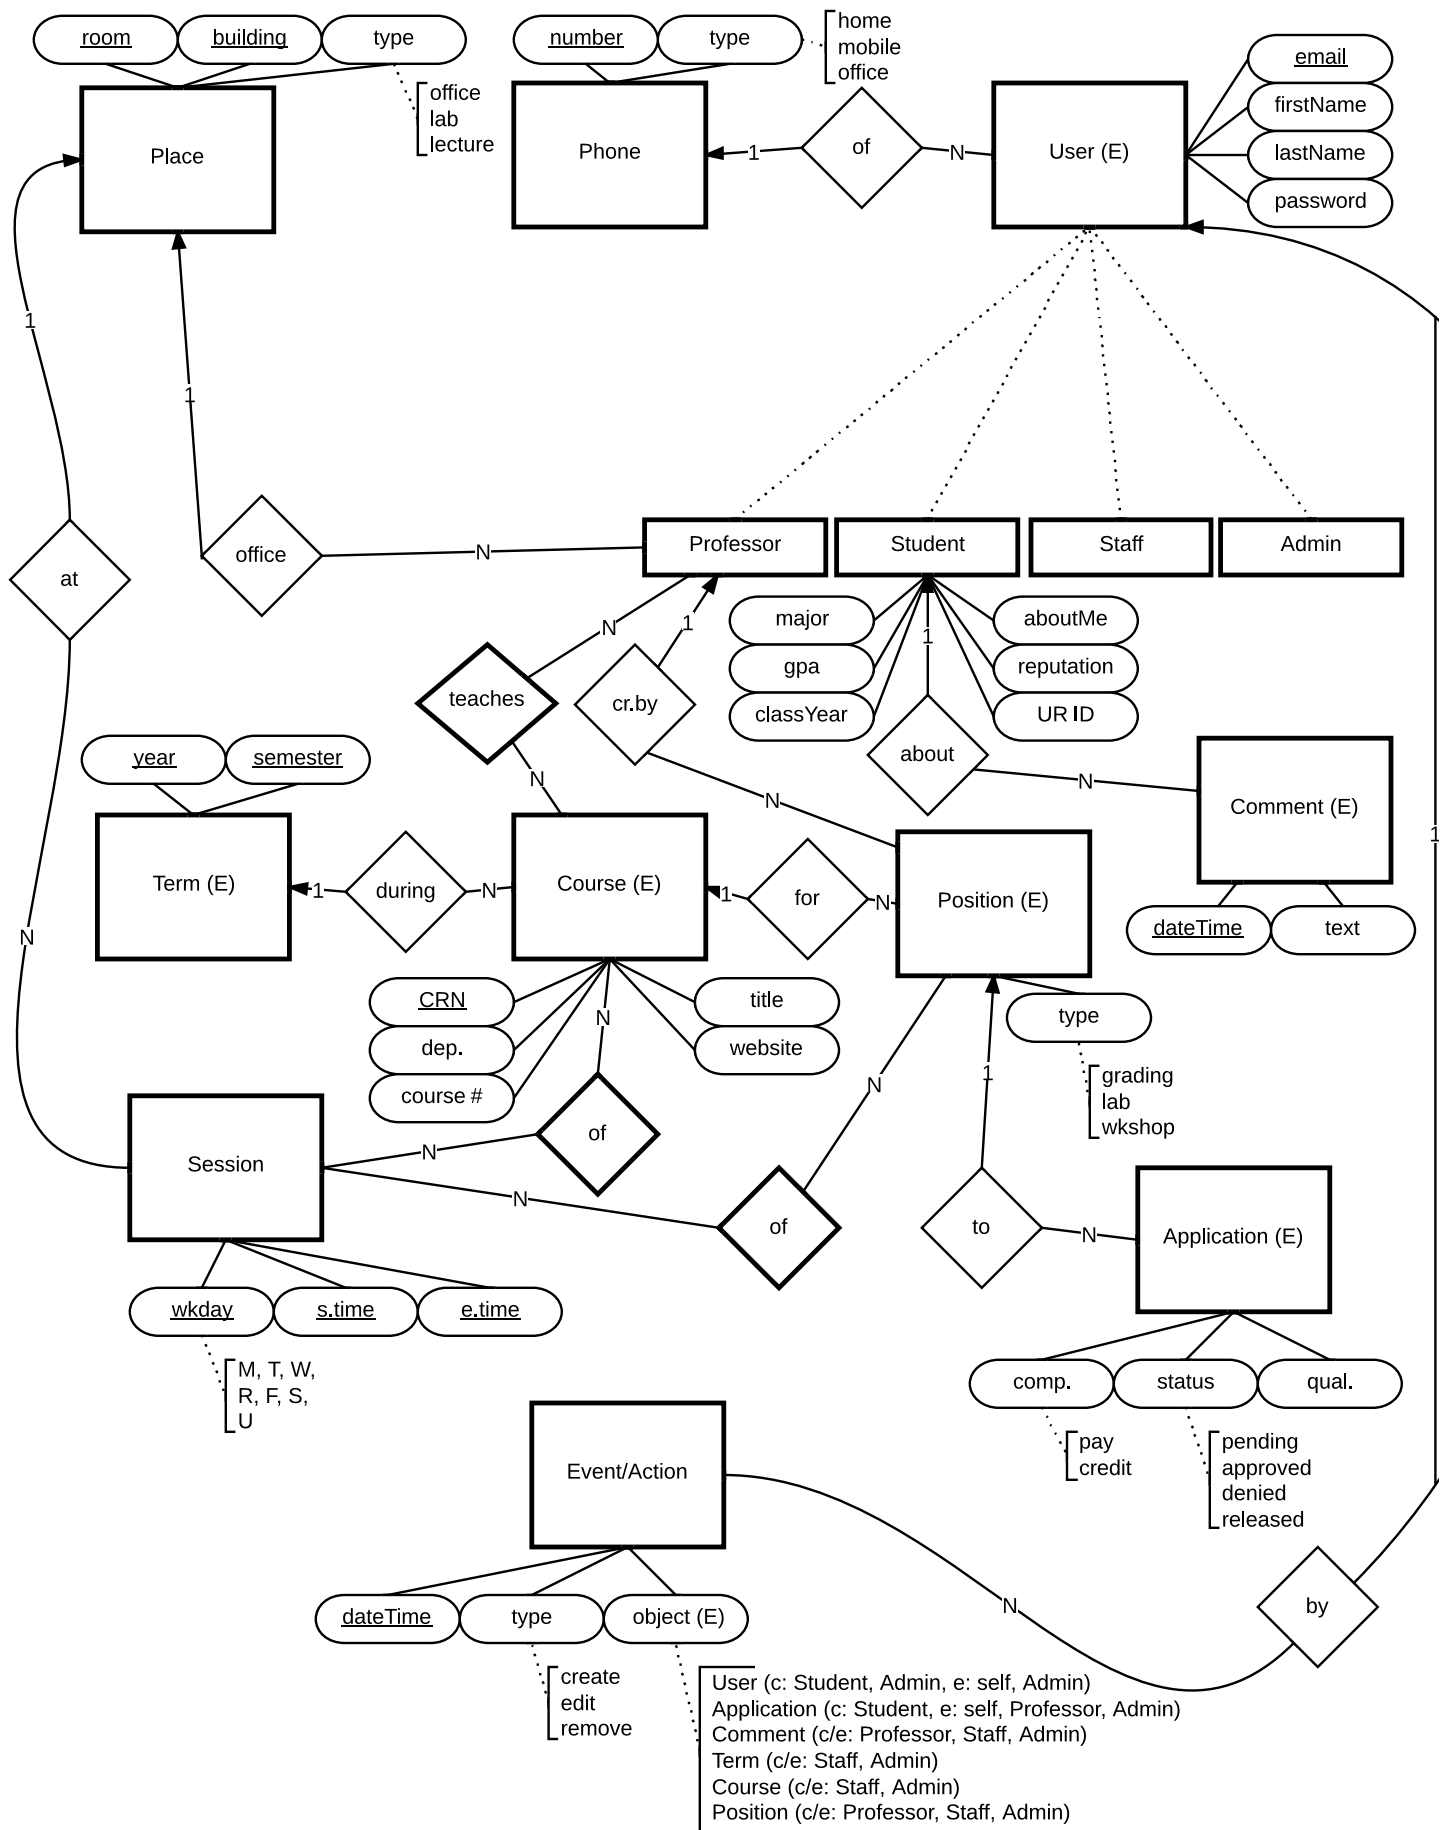 room
building
type
office
lab
lecture
Place
number
type
home
mobile
office
Phone
1
of
N
User (E)
email
firstName
lastName
password
1
1
at
office
N
Professor
Student
Staff
Admin
N
teaches
N
1
cr.by
N
major
gpa
classYear
aboutMe
reputation
UR ID
1
about
N
Comment (E)
dateTime
text
1
year
semester
Term (E)
1
during
N
Course (E)
1
for
N
Position (E)
N
CRN
dep.
course #
title
website
N
of
N
type
grading
lab
wkshop
N
of
N
1
to
N
Application (E)
Session
wkday
s.time
e.time
M, T, W,
R, F, S,
U
comp.
status
qual.
pay
credit
pending
approved
denied
released
Event/Action
N
by
dateTime
type
object (E)
create
edit
remove
User (c: Student, Admin, e: self, Admin)
Application (c: Student, e: self, Professor, Admin)
Comment (c/e: Professor, Staff, Admin)
Term (c/e: Staff, Admin)
Course (c/e: Staff, Admin)
Position (c/e: Professor, Staff, Admin)